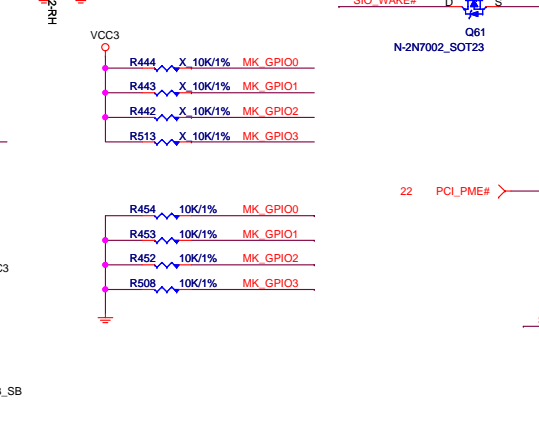 2-RH
SIO_WAKE#
D S
Q61
N-2N7002_SOT23
VCC3
R444 X_10K/1% MK_GPIO0
R443 X_10K/1% MK_GPIO1
R442 X_10K/1% MK_GPIO2
R513 X_10K/1% MK_GPIO3
22 PCI_PME#
R454 10K/1% MK_GPIO0
R453 10K/1% MK_GPIO1
R452 10K/1% MK_GPIO2
R508 10K/1% MK_GPIO3
C3
_SB